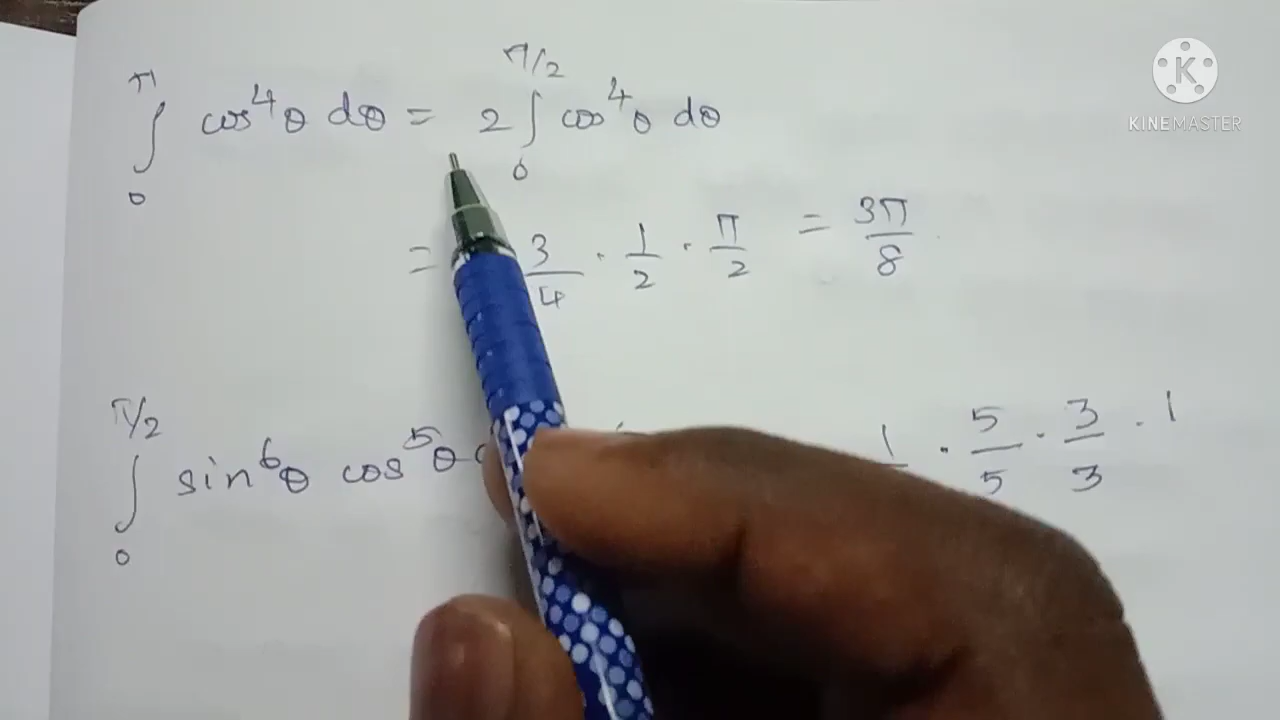 ∫₀^π cos⁴θ dθ = 2 ∫₀^{π/2} cos⁴θ dθ
= 3/4 · 1/2 · π/2 = 3π/8
∫₀^{π/2} sin⁶θ cos⁵θ 1 · 5/5 · 3/3 · 1
KINEMASTER